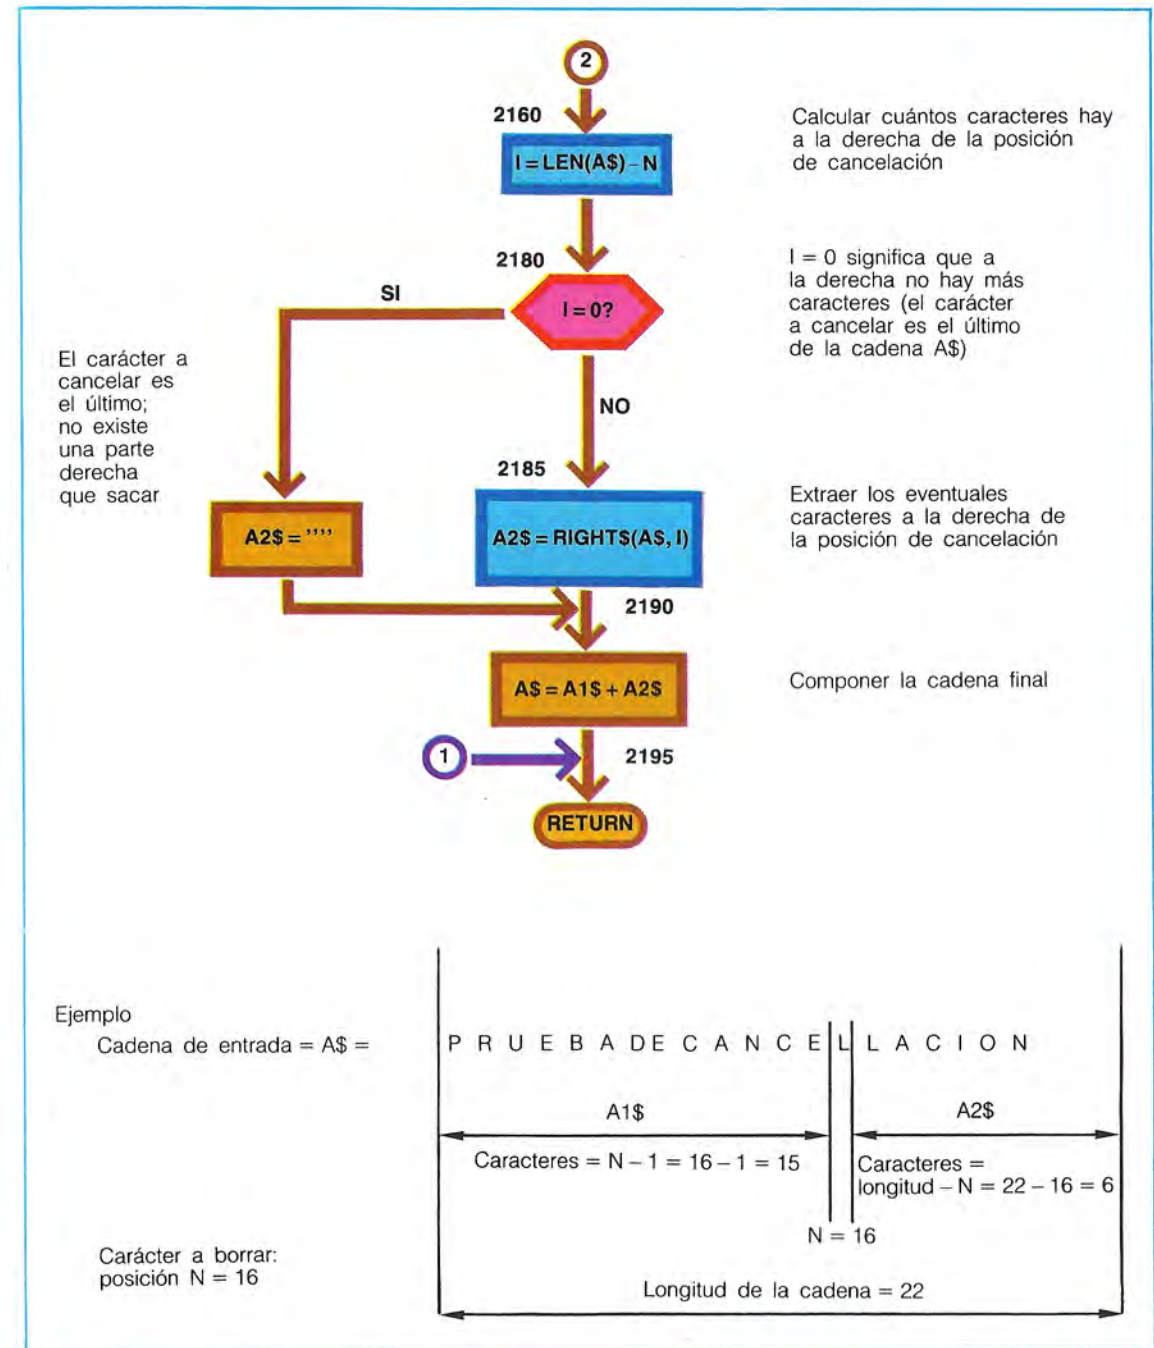 2
2160
I = LEN(A$) – N
Calcular cuántos caracteres hay
a la derecha de la posición
de cancelación
2180
I = 0?
SI
NO
I = 0 significa que a
la derecha no hay más
caracteres (el carácter
a cancelar es el último
de la cadena A$)
El carácter a
cancelar es
el último;
no existe
una parte
derecha
que sacar
A2$ = ’’’’
2185
A2$ = RIGHT$(A$, I)
Extraer los eventuales
caracteres a la derecha de
la posición de cancelación
2190
A$ = A1$ + A2$
Componer la cadena final
1
2195
RETURN
Ejemplo
Cadena de entrada = A$ =
P R U E B A D E C A N C E L L A C I O N
A1$
A2$
Caracteres = N – 1 = 16 – 1 = 15
Caracteres =
longitud – N = 22 – 16 = 6
N = 16
Carácter a borrar:
posición N = 16
Longitud de la cadena = 22